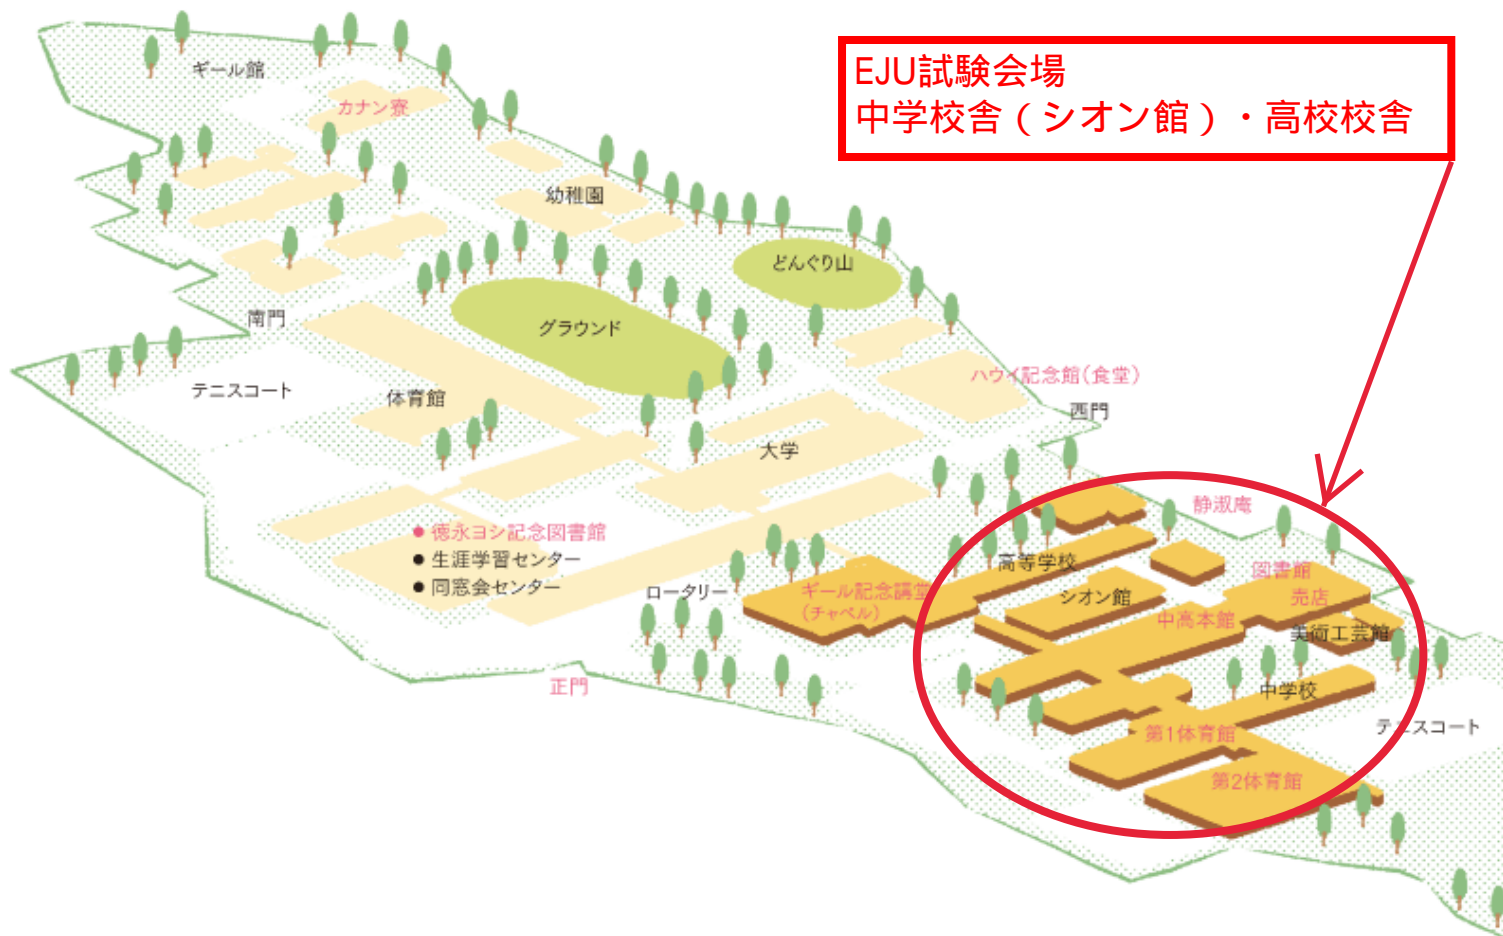 EJU試験会場
中学校舎（シオン館）・高校校舎
ギール館
カナン寮
幼稚園
どんぐり山
南門
グラウンド
テニスコート
体育館
ハウイ記念館(食堂)
西門
大学
静淑庵
● 徳永ヨシ記念図書館
● 生涯学習センター
● 同窓会センター
ロータリー
ギール記念講堂
(チャペル)
高等学校
シオン館
図書館
売店
中高本館
美術工芸館
正門
中学校
テニスコート
第1体育館
第2体育館